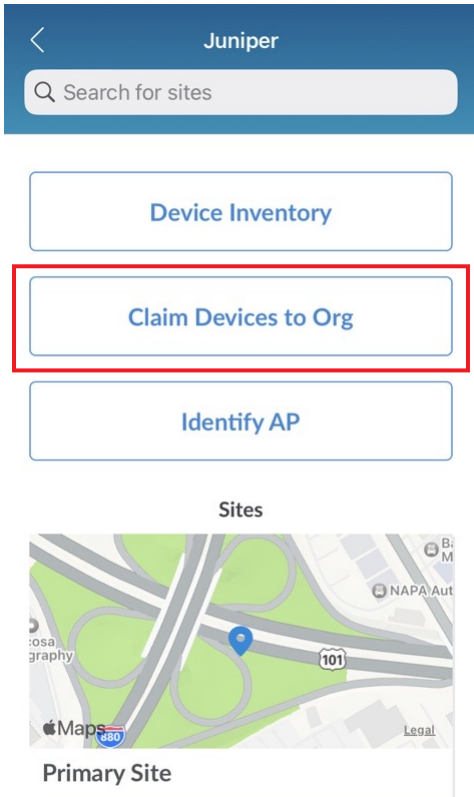 Juniper
Search for sites
Device Inventory
Claim Devices to Org
Identify AP
Sites
NAPA Aut
graphy
101
Maps
880
Legal
Primary Site